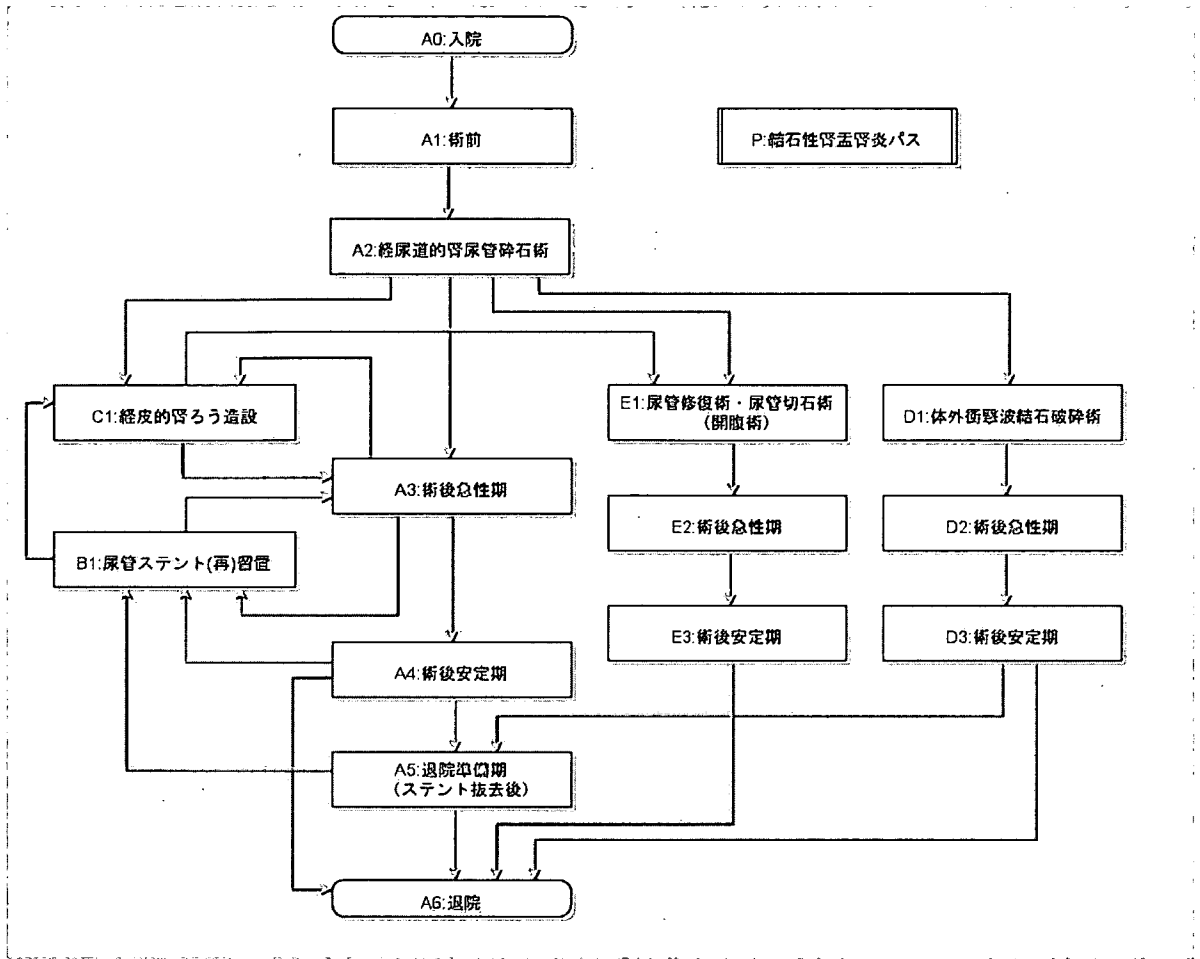 A0:入院
A1:術前
P:結石性腎盂腎炎パス
A2:経尿道的腎尿管砕石術
C1:経皮的腎ろう造設
E1:尿管修復術・尿管切石術
(開腹術)
D1:体外衝撃波結石破砕術
A3:術後急性期
E2:術後急性期
D2:術後急性期
B1:尿管ステント(再)留置
E3:術後安定期
D3:術後安定期
A4:術後安定期
A5:退院準備期
(ステント抜去後)
A6:退院